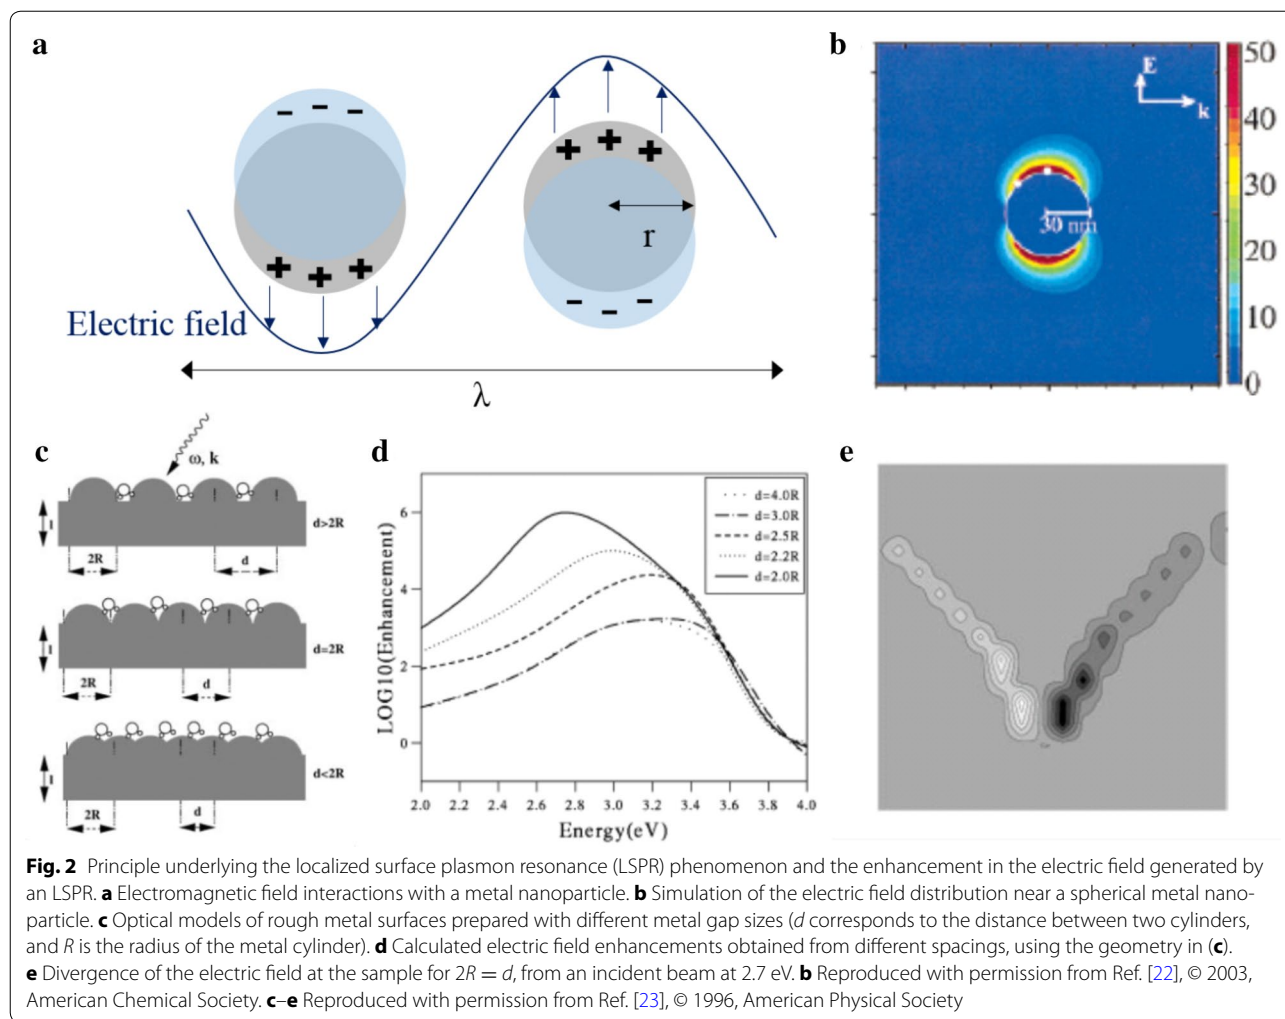 a
Electric field
r
λ
b
E
k
30 nm
50
40
30
20
10
0
c
ω, k
l
d>2R
2R
d
l
d=2R
2R
d
l
d<2R
2R
d
d
LOG10(Enhancement)
6
4
2
0
d=4.0R
d=3.0R
d=2.5R
d=2.2R
d=2.0R
2.0 2.2 2.4 2.6 2.8 3.0 3.2 3.4 3.6 3.8 4.0
Energy(eV)
e
Fig. 2 Principle underlying the localized surface plasmon resonance (LSPR) phenomenon and the enhancement in the electric field generated by
an LSPR. a Electromagnetic field interactions with a metal nanoparticle. b Simulation of the electric field distribution near a spherical metal nano-
particle. c Optical models of rough metal surfaces prepared with different metal gap sizes (d corresponds to the distance between two cylinders,
and R is the radius of the metal cylinder). d Calculated electric field enhancements obtained from different spacings, using the geometry in (c).
e Divergence of the electric field at the sample for 2R = d, from an incident beam at 2.7 eV. b Reproduced with permission from Ref. [22], © 2003,
American Chemical Society. c–e Reproduced with permission from Ref. [23], © 1996, American Physical Society